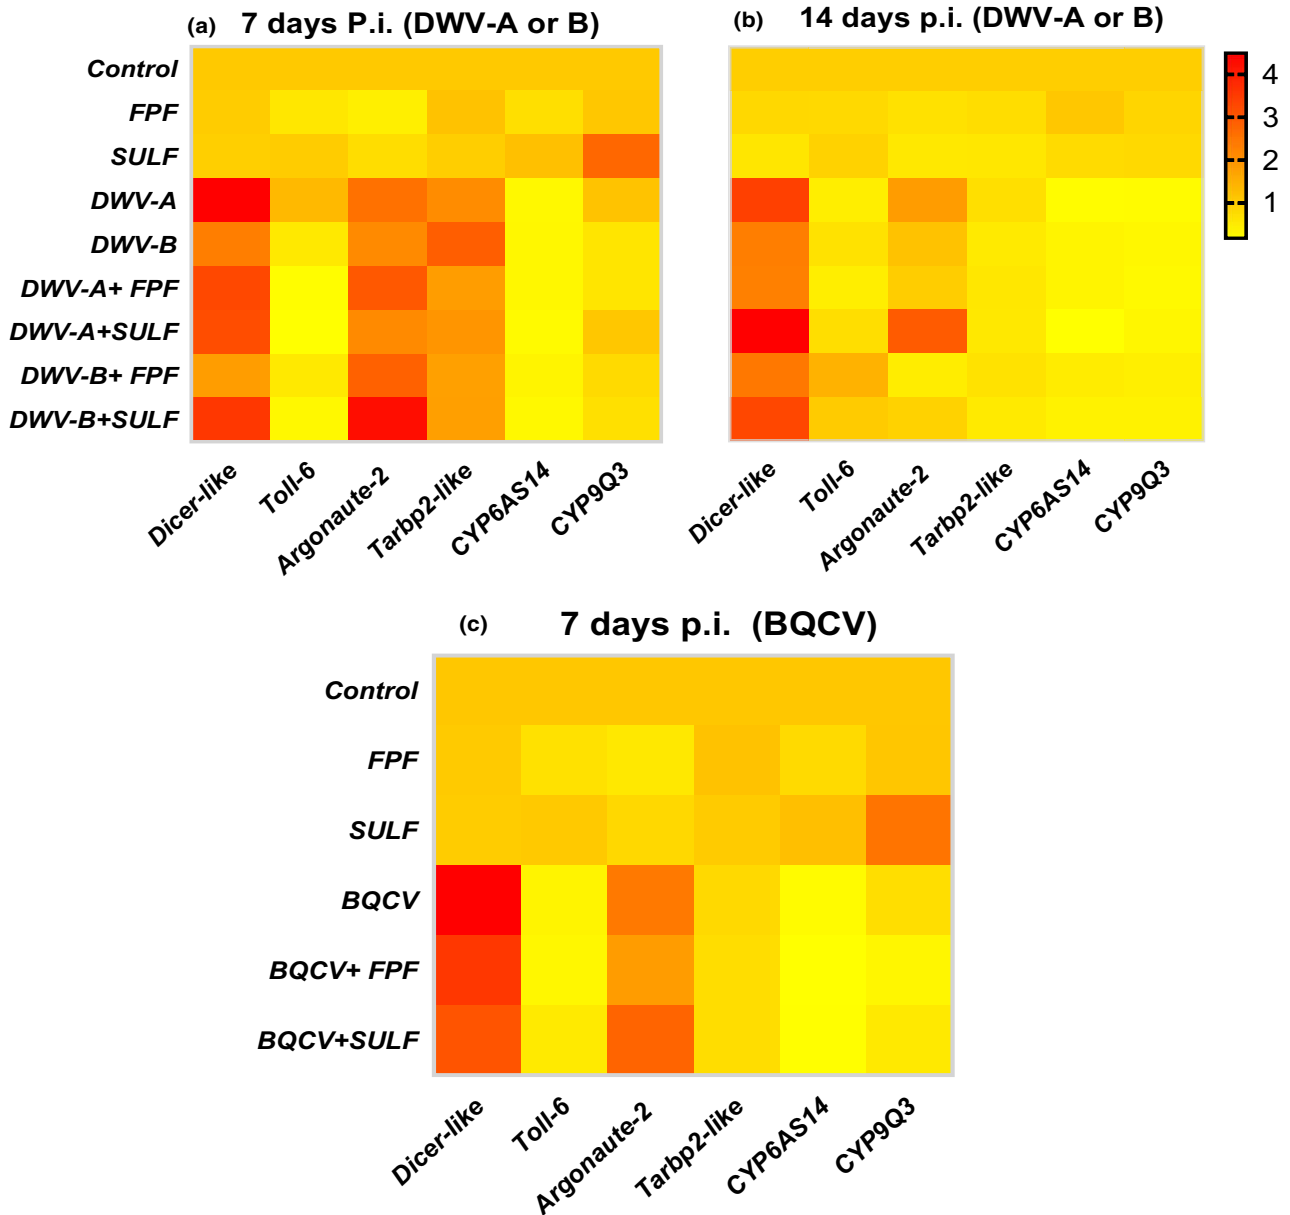 (a) 7 days P.i. (DWV-A or B)
(b) 14 days p.i. (DWV-A or B)
Control
FPF
SULF
DWV-A
DWV-B
DWV-A+ FPF
DWV-A+SULF
DWV-B+ FPF
DWV-B+SULF
4
3
2
1
Dicer-like
Toll-6
Argonaute-2
Tarbp2-like
CYP6AS14
CYP9Q3
Dicer-like
Toll-6
Argonaute-2
Tarbp2-like
CYP6AS14
CYP9Q3
(c) 7 days p.i. (BQCV)
Control
FPF
SULF
BQCV
BQCV+ FPF
BQCV+SULF
Dicer-like
Toll-6
Argonaute-2
Tarbp2-like
CYP6AS14
CYP9Q3